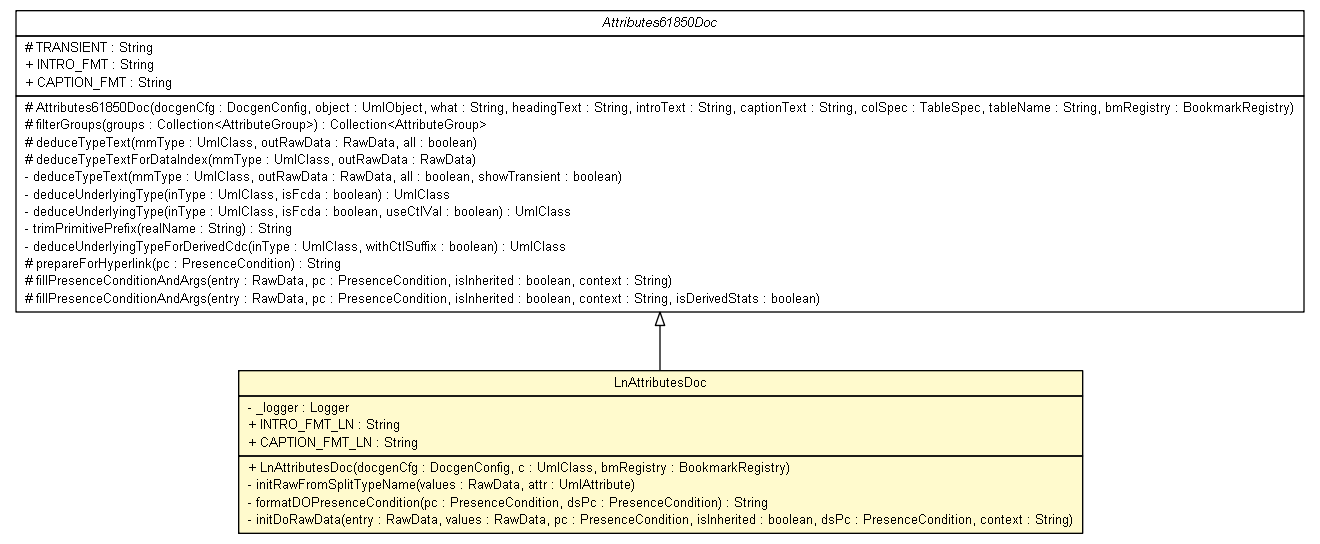 Attributes61850Doc
# TRANSIENT : String
+ INTRO_FMT : String
+ CAPTION_FMT : String
# Attributes61850Doc(docgenCfg : DocgenConfig, object : UmlObject, what : String, headingText : String, introText : String, captionText : String, colSpec : TableSpec, tableName : String, bmRegistry : BookmarkRegistry)
# filterGroups(groups : Collection<AttributeGroup>) : Collection<AttributeGroup>
# deduceTypeText(mmType : UmlClass, outRawData : RawData, all : boolean)
# deduceTypeTextForDataIndex(mmType : UmlClass, outRawData : RawData)
- deduceTypeText(mmType : UmlClass, outRawData : RawData, all : boolean, showTransient : boolean)
- deduceUnderlyingType(inType : UmlClass, isFcda : boolean) : UmlClass
- deduceUnderlyingType(inType : UmlClass, isFcda : boolean, useCtlVal : boolean) : UmlClass
- trimPrimitivePrefix(realName : String) : String
- deduceUnderlyingTypeForDerivedCdc(inType : UmlClass, withCtlSuffix : boolean) : UmlClass
# prepareForHyperlink(pc : PresenceCondition) : String
# fillPresenceConditionAndArgs(entry : RawData, pc : PresenceCondition, isInherited : boolean, context : String)
# fillPresenceConditionAndArgs(entry : RawData, pc : PresenceCondition, isInherited : boolean, context : String, isDerivedStats : boolean)
LnAttributesDoc
- _logger : Logger
+ INTRO_FMT_LN : String
+ CAPTION_FMT_LN : String
+ LnAttributesDoc(docgenCfg : DocgenConfig, c : UmlClass, bmRegistry : BookmarkRegistry)
- initRawFromSplitTypeName(values : RawData, attr : UmlAttribute)
- formatDOPresenceCondition(pc : PresenceCondition, dsPc : PresenceCondition) : String
- initDoRawData(entry : RawData, values : RawData, pc : PresenceCondition, isInherited : boolean, dsPc : PresenceCondition, context : String)